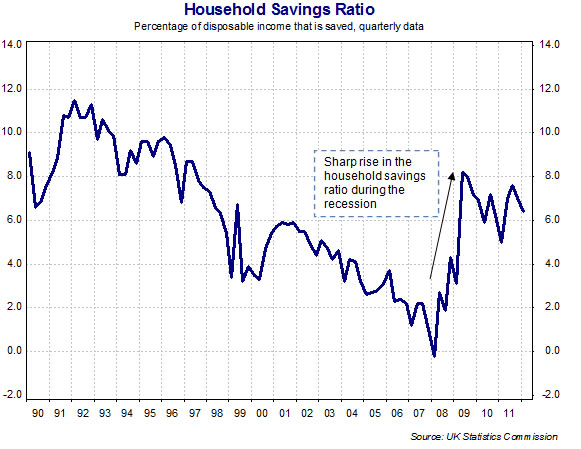 Household Savings Ratio
Percentage of disposable income that is saved, quarterly data
14.0 14.0
12.0 12.0
10.0 10.0
Sharp rise in the
household savings
ratio during the
recession
8.0 8.0
6.0 6.0
4.0 4.0
2.0 2.0
0.0 0.0
-2.0 -2.0
90 91 92 93 94 95 96 97 98 99 00 01 02 03 04 05 06 07 08 09 10 11
Source: UK Statistics Commission